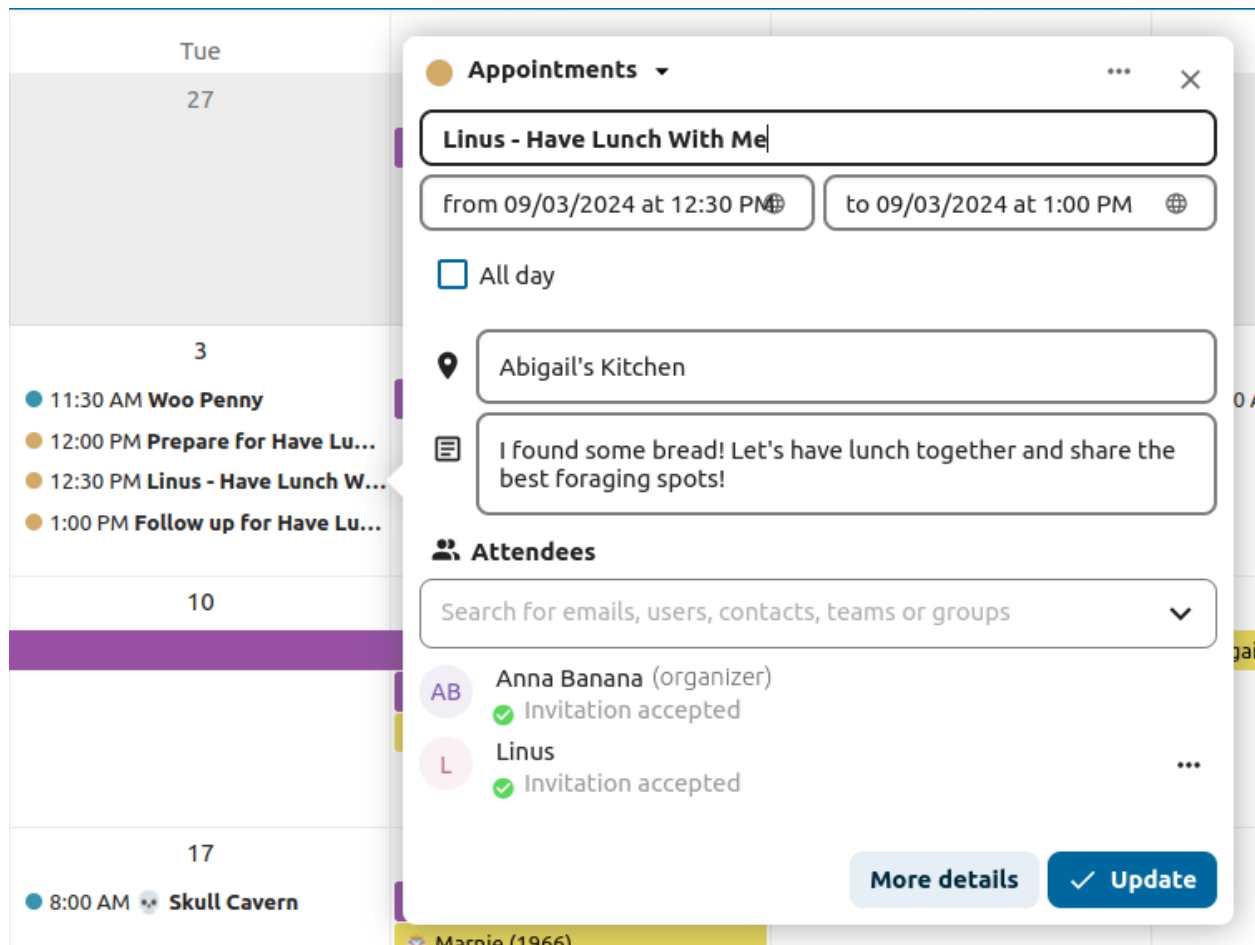 Tue
27
3
11:30 AM Woo Penny
12:00 PM Prepare for Have Lu...
12:30 PM Linus - Have Lunch W...
1:00 PM Follow up for Have Lu...
10
17
8:00 AM 💀 Skull Cavern
Appointments
Linus - Have Lunch With Me
from 09/03/2024 at 12:30 PM
to 09/03/2024 at 1:00 PM
All day
Abigail's Kitchen
I found some bread! Let's have lunch together and share the
best foraging spots!
Attendees
Search for emails, users, contacts, teams or groups
AB
Anna Banana (organizer)
Invitation accepted
L
Linus
Invitation accepted
More details
Update
Marnie (1966)